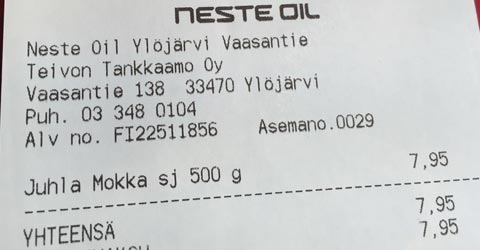 NESTE OIL
Neste Oil Ylöjärvi Vaasantie
Teivon Tankkaamo Oy
Vaasantie 138 33470 Ylöjärvi
Puh. 03 348 0104
Alv no. FI22511856 Asemano.0029
Juhla Mokka sj 500 g 7,95
7,95
YHTEENSÄ 7,95